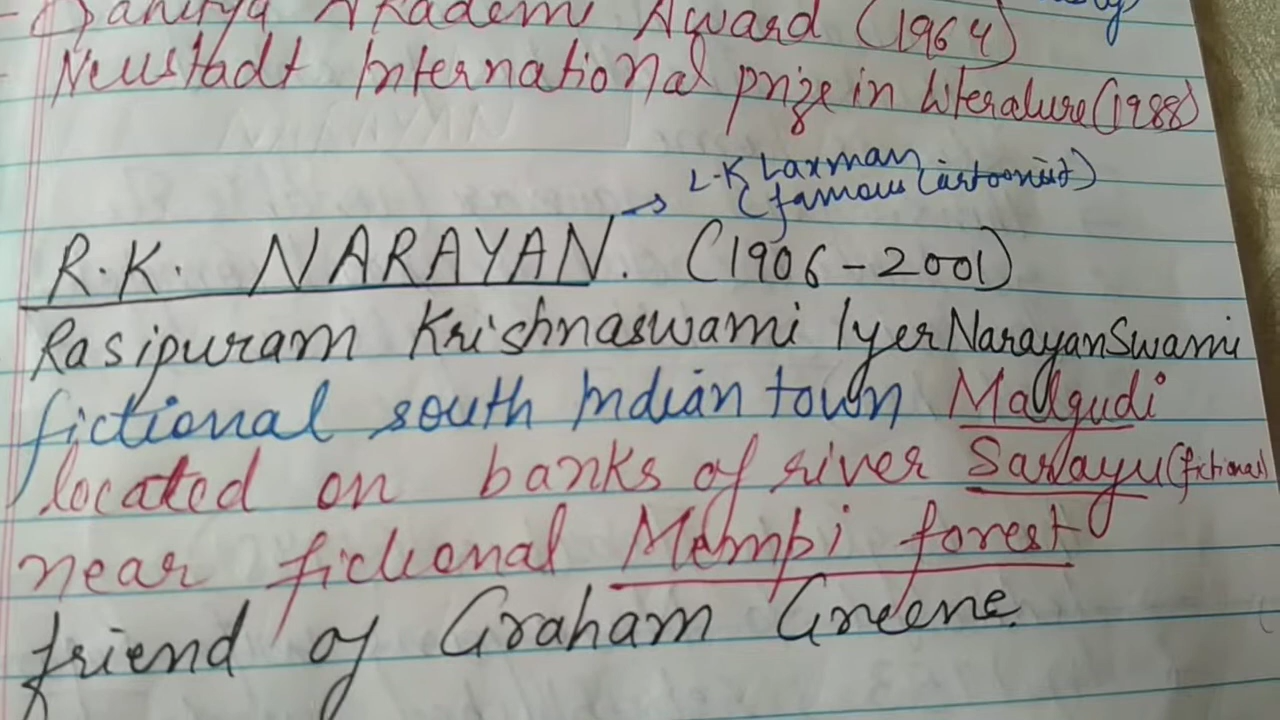 - Sahitya Akademi Award (1964)
- Neustadt International prize in literature (1988)
L-K Laxman
(famous Cartoonist)
R.K. NARAYAN. → (1906-2001)
Rasipuram Krishnaswami Iyer NarayanSwami
fictional south Indian town Malgudi
located on banks of river Sarayu (fictional)
near fictional Mempi forest
friend of Graham Greene.